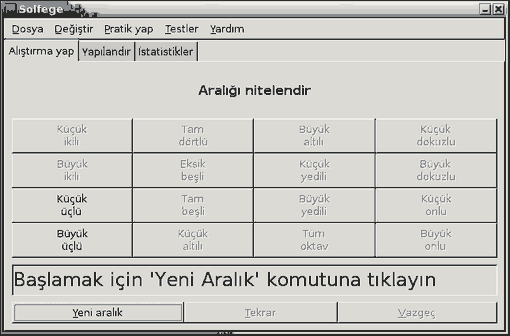 Solfege
Dosya Değiştir Pratik yap Testler Yardım
Alıştırma yap Yapılandır İstatistikler
Aralığı nitelendir
Küçük ikili Tam dörtlü Büyük altılı Küçük dokuzlu
Büyük ikili Eksik beşli Küçük yedili Büyük dokuzlu
Küçük üçlü Tam beşli Büyük yedili Küçük onlu
Büyük üçlü Küçük altılı Tüm oktav Büyük onlu
Başlamak için 'Yeni Aralık' komutuna tıklayın
Yeni aralık Tekrar Vazgeç